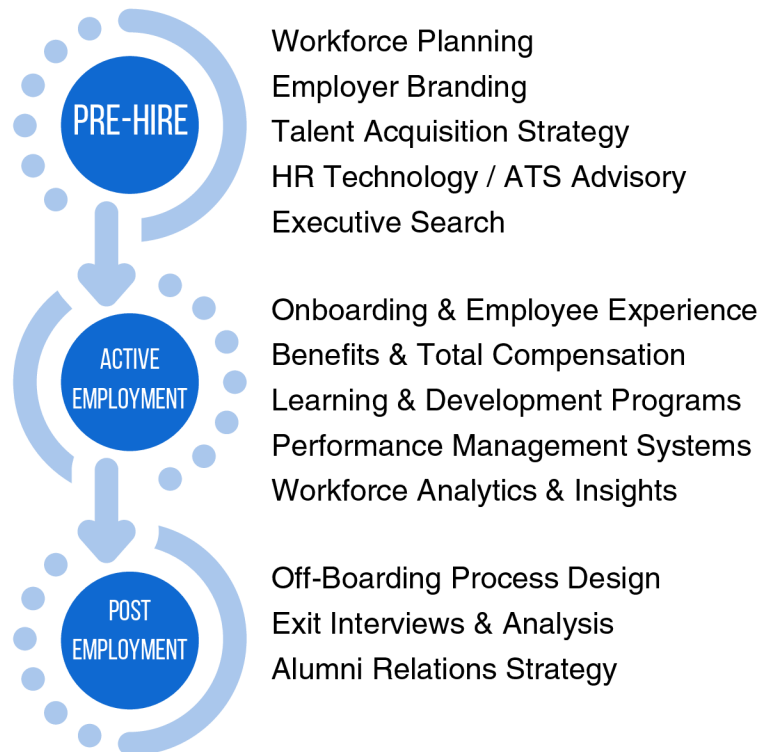 PRE-HIRE
Workforce Planning
Employer Branding
Talent Acquisition Strategy
HR Technology / ATS Advisory
Executive Search
ACTIVE
EMPLOYMENT
Onboarding & Employee Experience
Benefits & Total Compensation
Learning & Development Programs
Performance Management Systems
Workforce Analytics & Insights
POST
EMPLOYMENT
Off-Boarding Process Design
Exit Interviews & Analysis
Alumni Relations Strategy